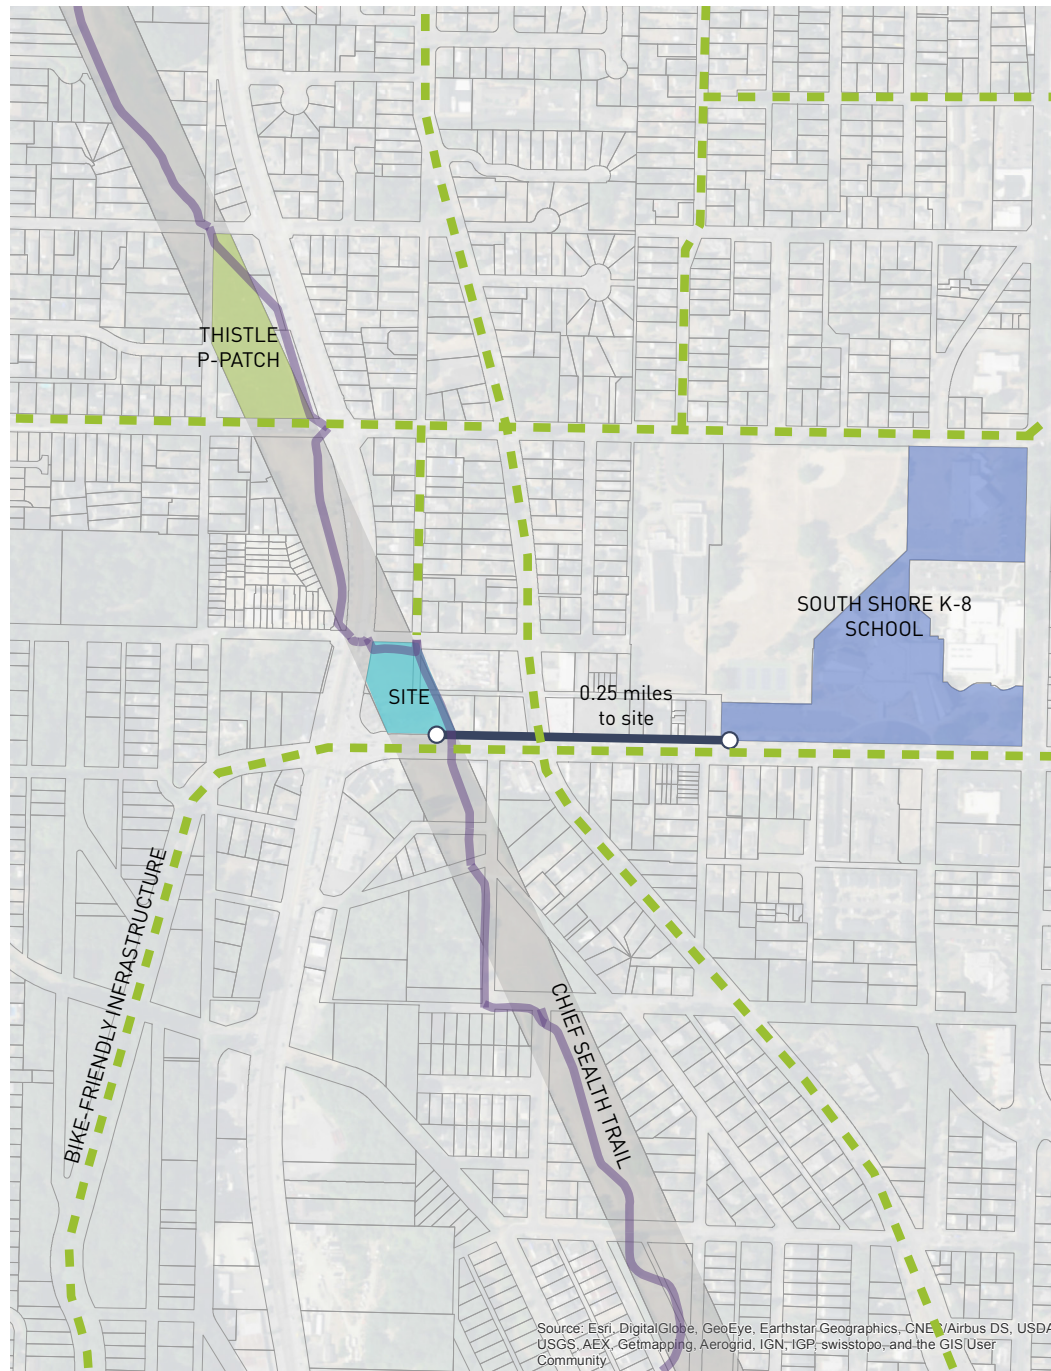 THISTLE
P-PATCH
SOUTH SHORE K-8
SCHOOL
SITE
0.25 miles
to site
BIKE-FRIENDLY INFRASTRUCTURE
CHIEF SEALTH TRAIL
Source: Esri, DigitalGlobe, GeoEye, Earthstar Geographics, CNES/Airbus DS, USDA
USGS, AEX, Getmapping, Aerogrid, IGN, IGP, swisstopo, and the GIS User
Community